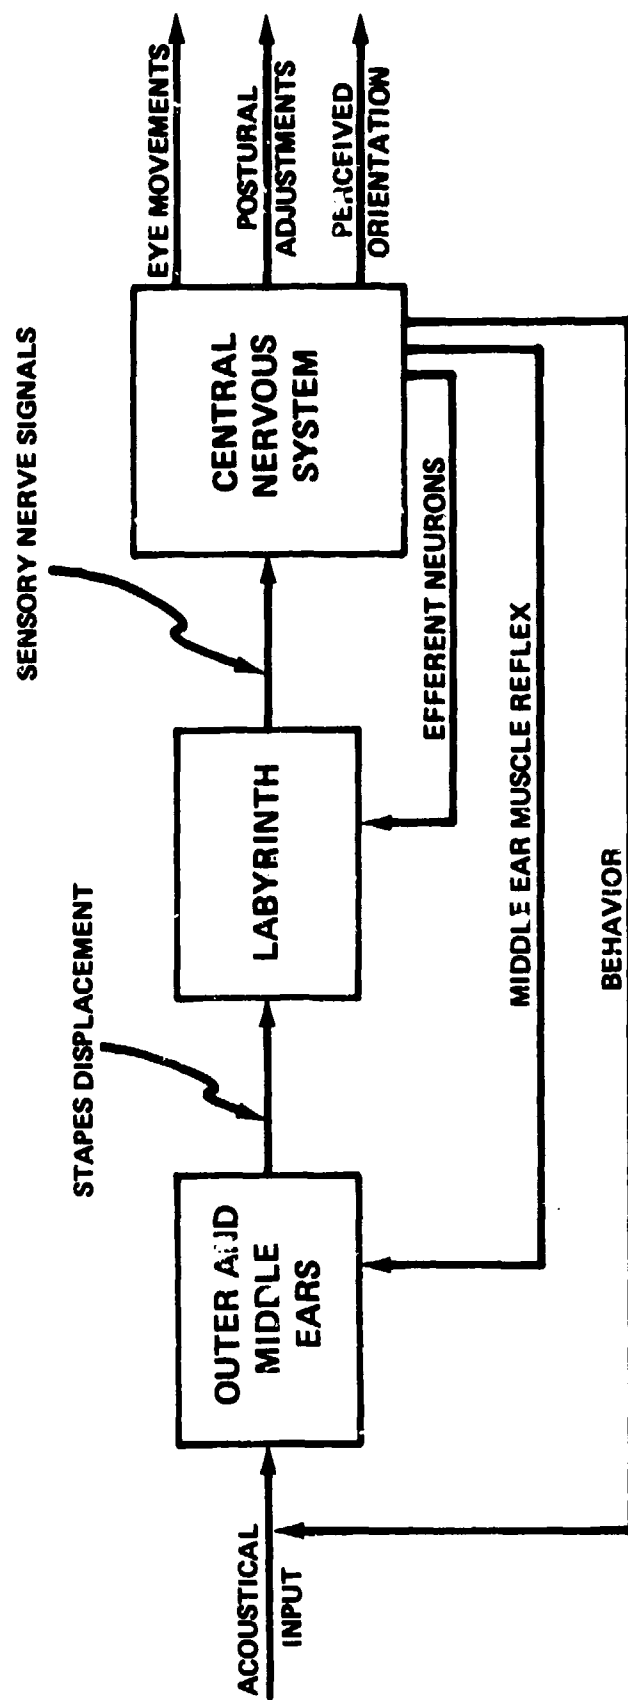 ACOUSTICAL
INPUT
OUTER AND
MIDDLE
EARS
STAPES DISPLACEMENT
LABYRINTH
SENSORY NERVE SIGNALS
CENTRAL
NERVOUS
SYSTEM
EYE MOVEMENTS
POSTURAL
ADJUSTMENTS
PERCEIVED
ORIENTATION
EFFERENT NEURONS
MIDDLE EAR MUSCLE REFLEX
BEHAVIOR